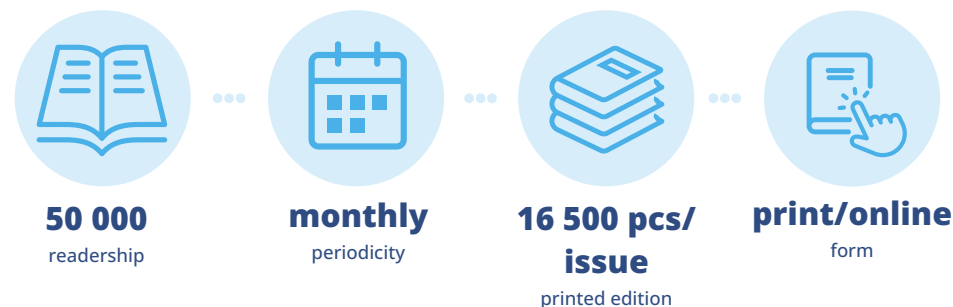 50 000
readership
monthly
periodicity
16 500 pcs/
issue
printed edition
print/online
form